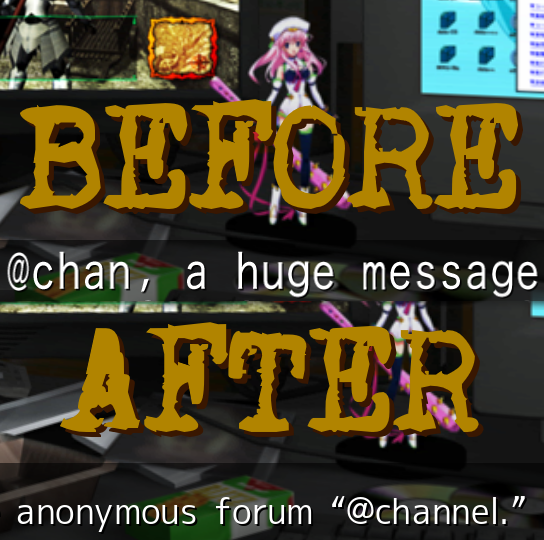 BEFORE
@chan, a huge message
AFTER
anonymous forum “@channel.”